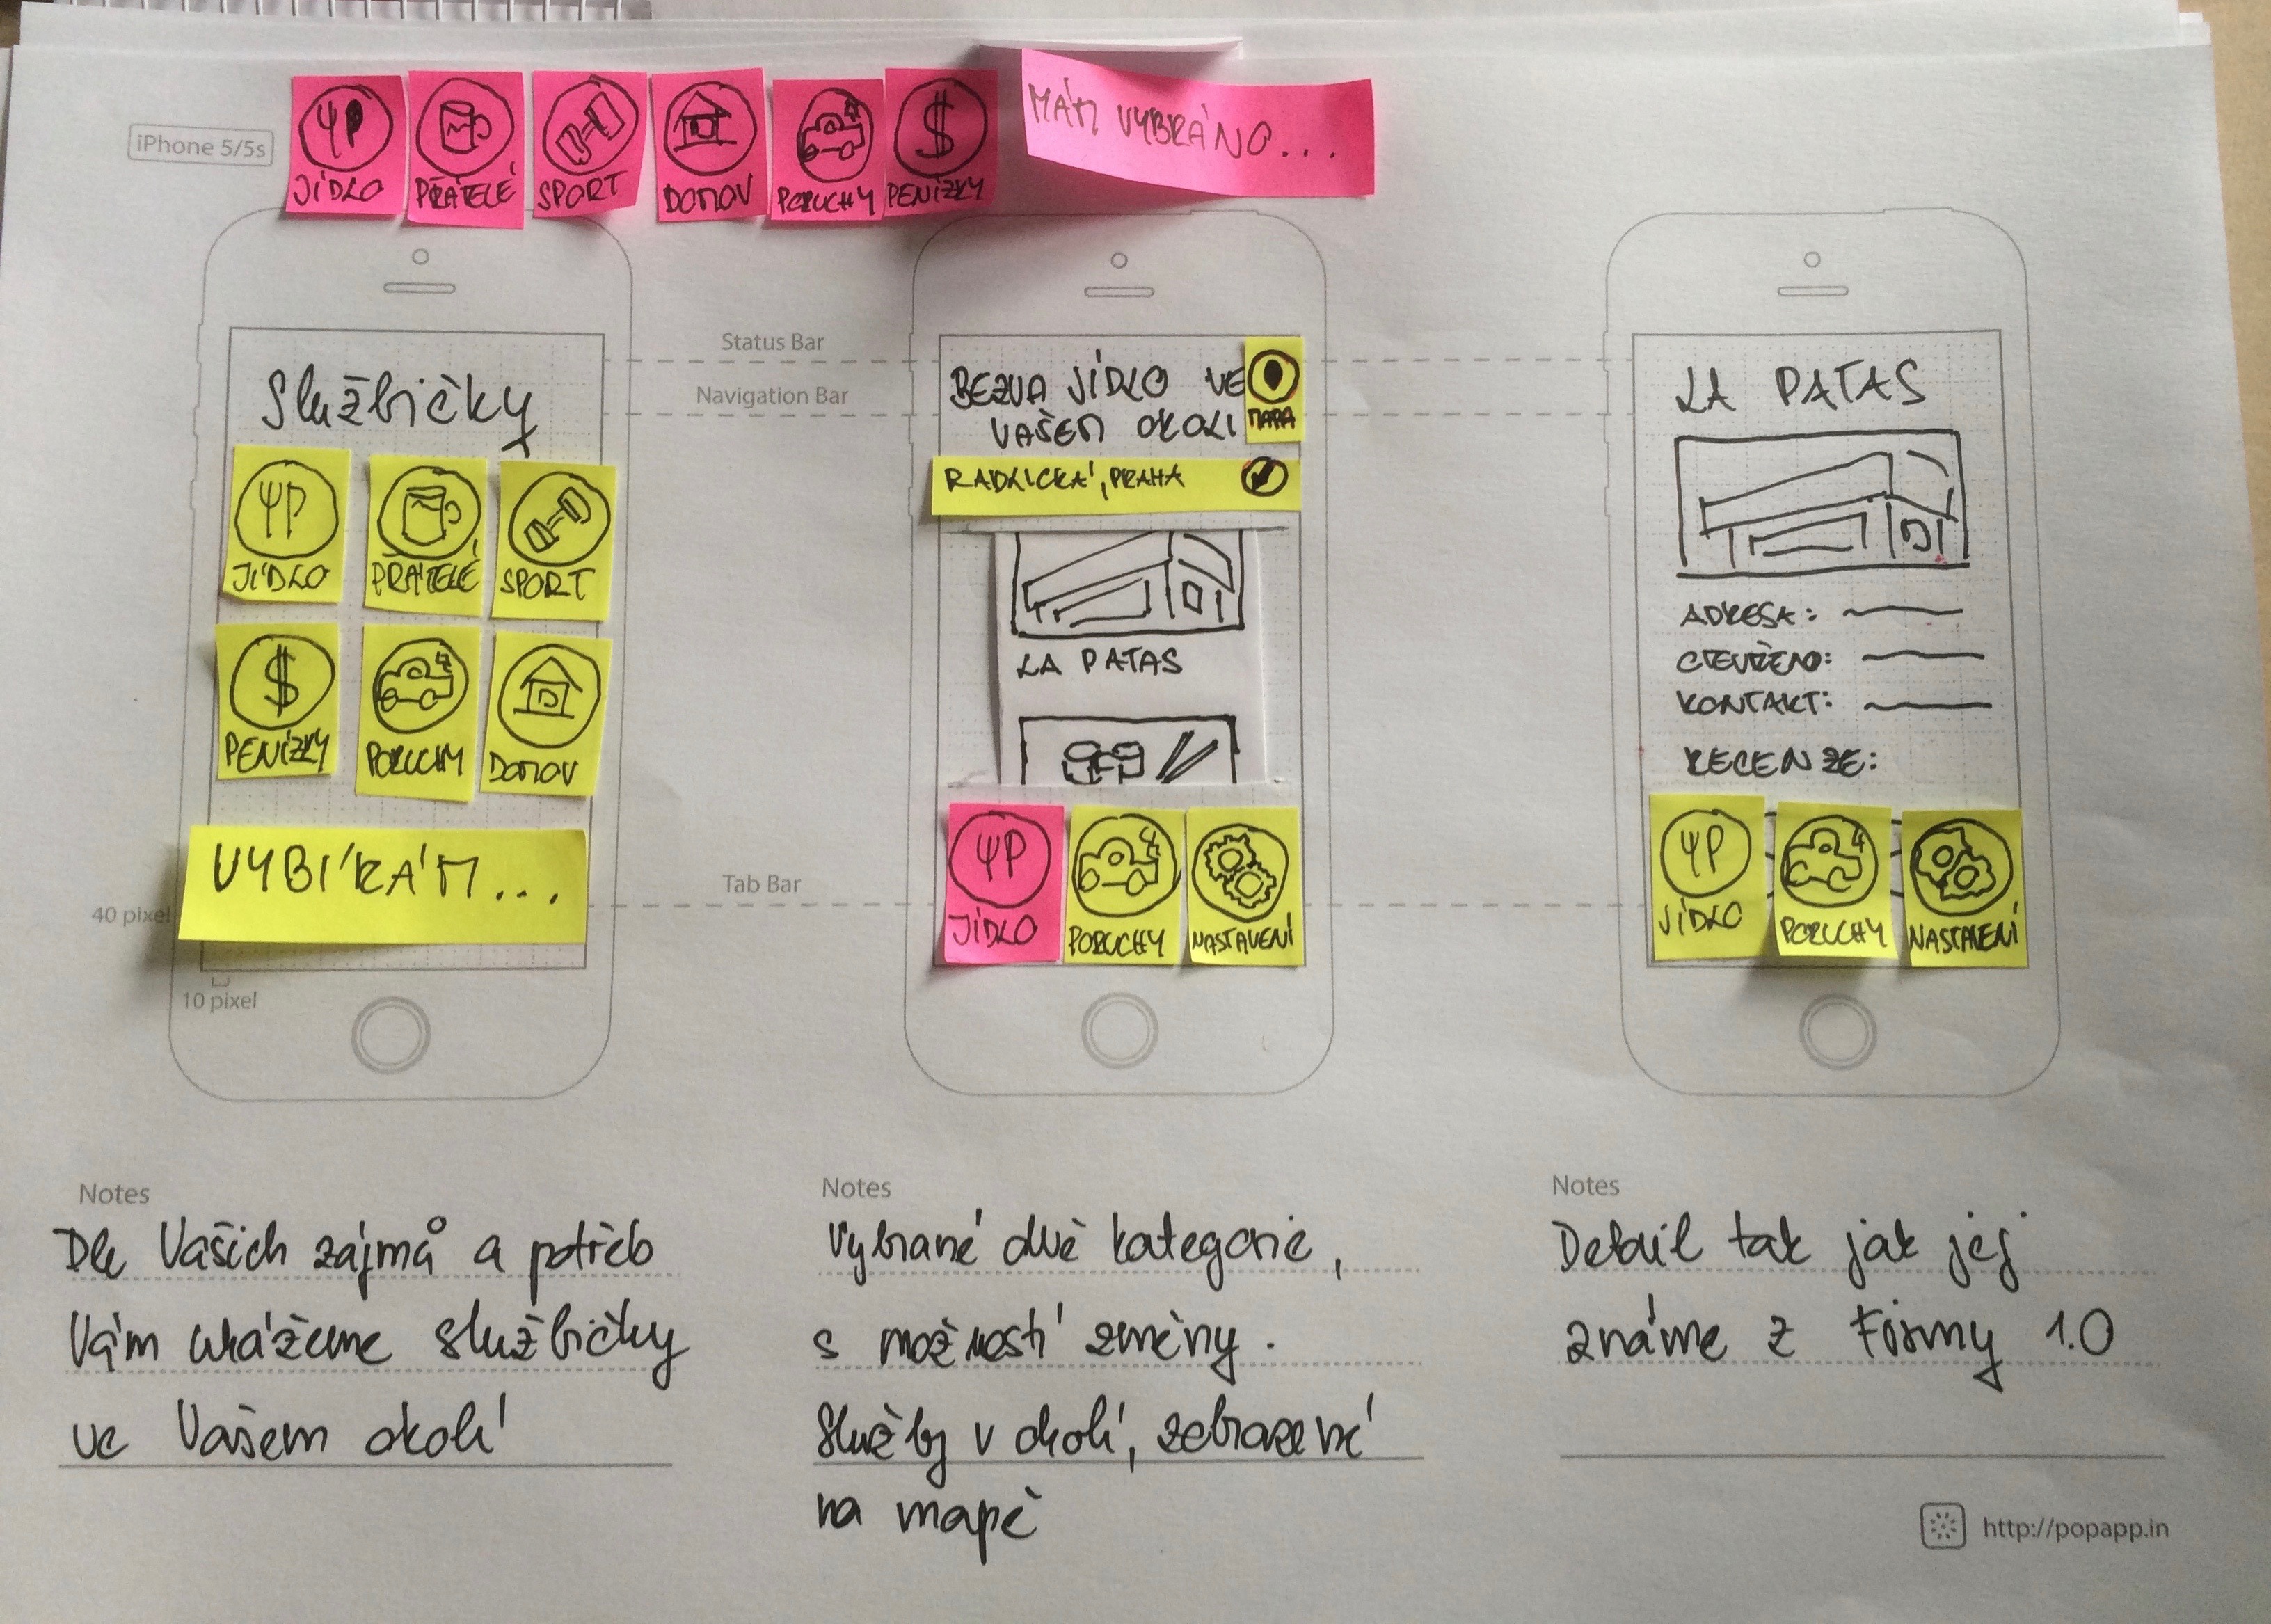 iPhone 5/5s
JÍDLO
PŘÁTELÉ
SPORT
DOMOV
PORUCHY
PENÍZKY
MÁM VYBRÁNO...
Službičky
JÍDLO
PŘÁTELÉ
SPORT
PENÍZKY
PORUCHY
DOMOV
VYBÍRÁM...
40 pixel
10 pixel
Status Bar
Navigation Bar
Tab Bar
BEZVA JÍDLO VE
VAŠEM OKOLI
MAPA
RADLICKÁ, PRAHA
LA PATAS
JÍDLO
PORUCHY
NASTAVENÍ
LA PATAS
ADRESA:
OTEVŘENO:
KONTAKT:
RECENZE:
JÍDLO
PORUCHY
NASTAVENÍ
Notes
Dle Vašich zájmů a potřeb
Vám ukážeme službičky
ve Vašem okolí
Notes
Vybrané dvě kategorie,
s možností změny.
Služby v okolí, zobrazené
na mapě
Notes
Detail tak jak jej
známe z Firmy 1.0
http://popapp.in